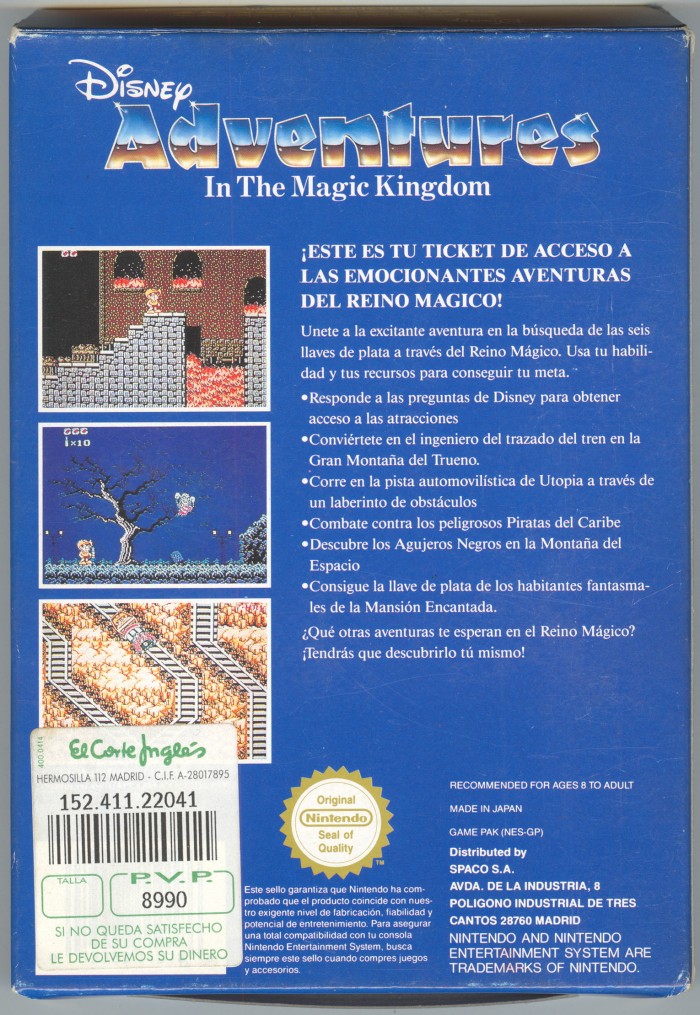 Disney
Adventures
In The Magic Kingdom
¡ESTE ES TU TICKET DE ACCESO A
LAS EMOCIONANTES AVENTURAS
DEL REINO MAGICO!
Unete a la excitante aventura en la búsqueda de las seis
llaves de plata a través del Reino Mágico. Usa tu habili-
dad y tus recursos para conseguir tu meta.
•Responde a las preguntas de Disney para obtener
acceso a las atracciones
•Conviértete en el ingeniero del trazado del tren en la
Gran Montaña del Trueno.
•Corre en la pista automovilística de Utopia a través de
un laberinto de obstáculos
•Combate contra los peligrosos Piratas del Caribe
•Descubre los Agujeros Negros en la Montaña del
Espacio
•Consigue la llave de plata de los habitantes fantasma-
les de la Mansión Encantada.
¿Qué otras aventuras te esperan en el Reino Mágico?
¡Tendrás que descubrirlo tú mismo!
i×10
400.0414
El Corte Inglés
HERMOSILLA 112 MADRID - C.I.F. A-28017895
152.411.22041
TALLA
P.V.P.
8990
SI NO QUEDA SATISFECHO
DE SU COMPRA
LE DEVOLVEMOS SU DINERO
Original
Nintendo
Seal of
Quality
TM
Este sello garantiza que Nintendo ha com-
probado que el producto coincide con nues-
tro exigente nivel de fabricación, fiabilidad y
potencial de entretenimiento. Para asegurar
una total compatibilidad con tu consola
Nintendo Entertainment System, busca
siempre este sello cuando compres juegos
y accesorios.
RECOMMENDED FOR AGES 8 TO ADULT
MADE IN JAPAN
GAME PAK (NES-GP)
Distributed by
SPACO S.A.
AVDA. DE LA INDUSTRIA, 8
POLIGONO INDUSTRIAL DE TRES
CANTOS 28760 MADRID
NINTENDO AND NINTENDO
ENTERTAINMENT SYSTEM ARE
TRADEMARKS OF NINTENDO.